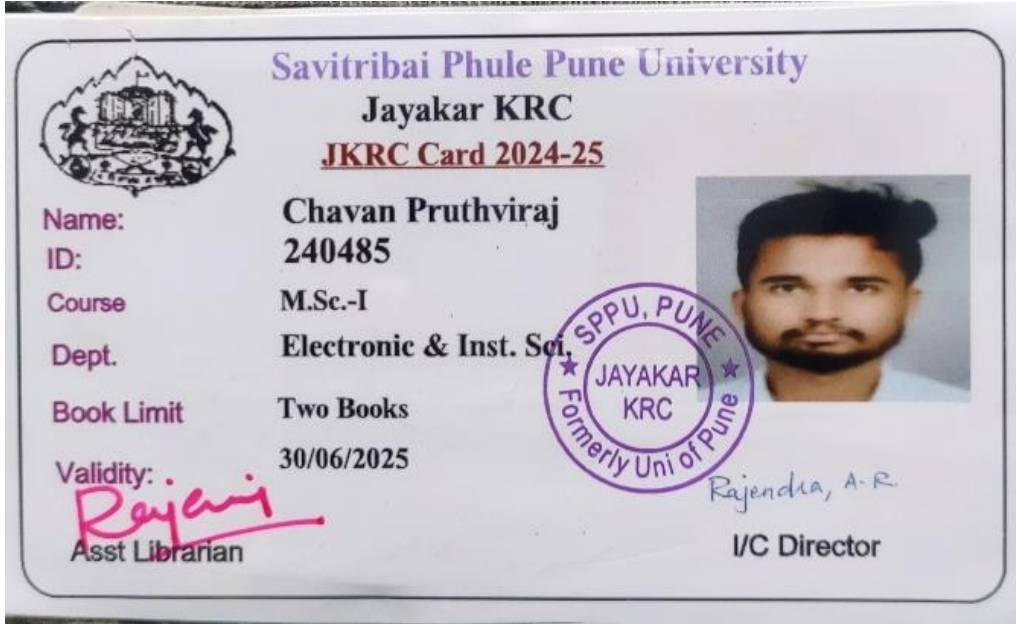 Savitribai Phule Pune University
Jayakar KRC
JKRC Card 2024-25
Name: Chavan Pruthviraj
ID: 240485
Course M.Sc.-I
Dept. Electronic & Inst. Sci.
Book Limit Two Books
Validity: 30/06/2025
SPPU, PUNE
JAYAKAR
KRC
Formerly Uni of Pune
Rajendra, A.R.
Asst Librarian
I/C Director